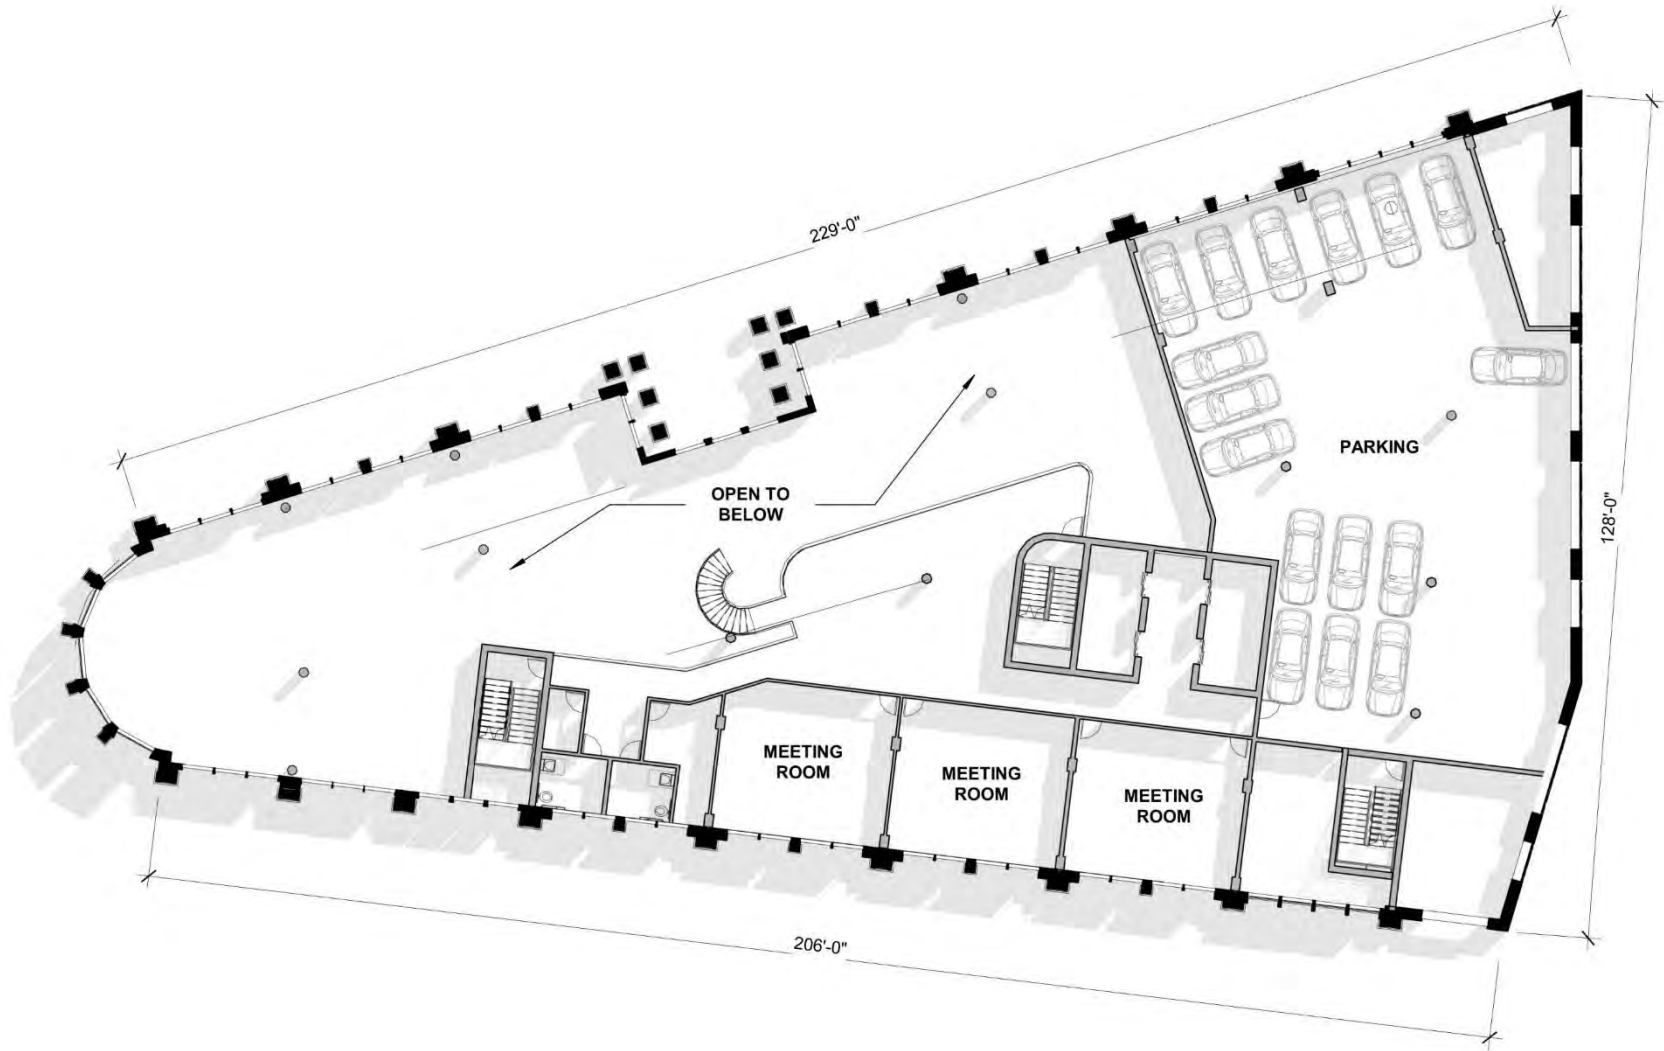 229'-0"
128'-0"
PARKING
OPEN TO
BELOW
MEETING
ROOM
MEETING
ROOM
MEETING
ROOM
206'-0"